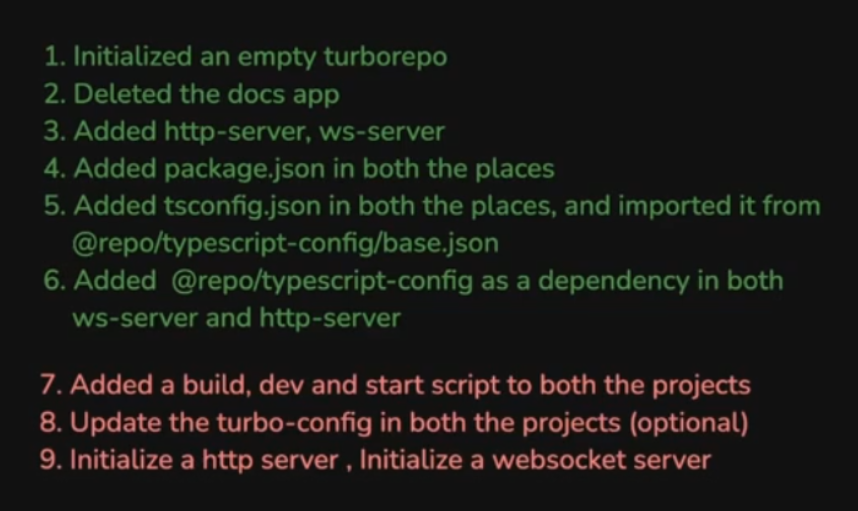 1. Initialized an empty turborepo
2. Deleted the docs app
3. Added http-server, ws-server
4. Added package.json in both the places
5. Added tsconfig.json in both the places, and imported it from
@repo/typescript-config/base.json
6. Added @repo/typescript-config as a dependency in both
ws-server and http-server
7. Added a build, dev and start script to both the projects
8. Update the turbo-config in both the projects (optional)
9. Initialize a http server , Initialize a websocket server